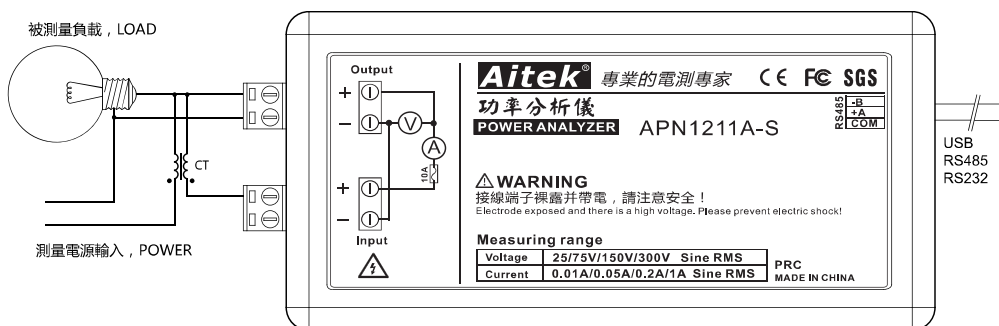 被測量負載 , LOAD
CT
測量電源輸入 , POWER
Output
+
−
V
A
10A
+
−
Input
Aitek® 專業的電測專家 CE FC SGS
功率分析儀
POWER ANALYZER APN1211A-S
RS485
-B
+A
COM
⚠WARNING
接線端子裸露并帶電 , 請注意安全 !
Electrode exposed and there is a high voltage. Please prevent electric shock!
Measuring range
Voltage 25/75V/150V/300V Sine RMS
Current 0.01A/0.05A/0.2A/1A Sine RMS
PRC
MADE IN CHINA
USB
RS485
RS232